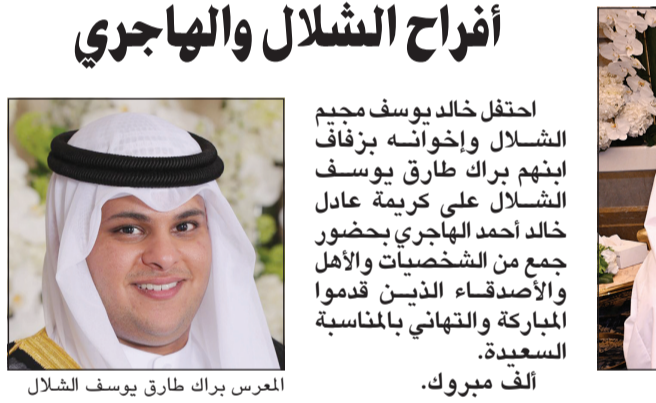 أفراح الشلال والهاجري
احتفل خالد يوسف مجيم
الشلال وإخوانه بزفاف
ابنهم براك طارق يوسف
الشلال على كريمة عادل
خالد أحمد الهاجري بحضور
جمع من الشخصيات والأهل
والأصدقاء الذين قدموا
المباركة والتهاني بالمناسبة
السعيدة.
ألف مبروك.
المعرس براك طارق يوسف الشلال